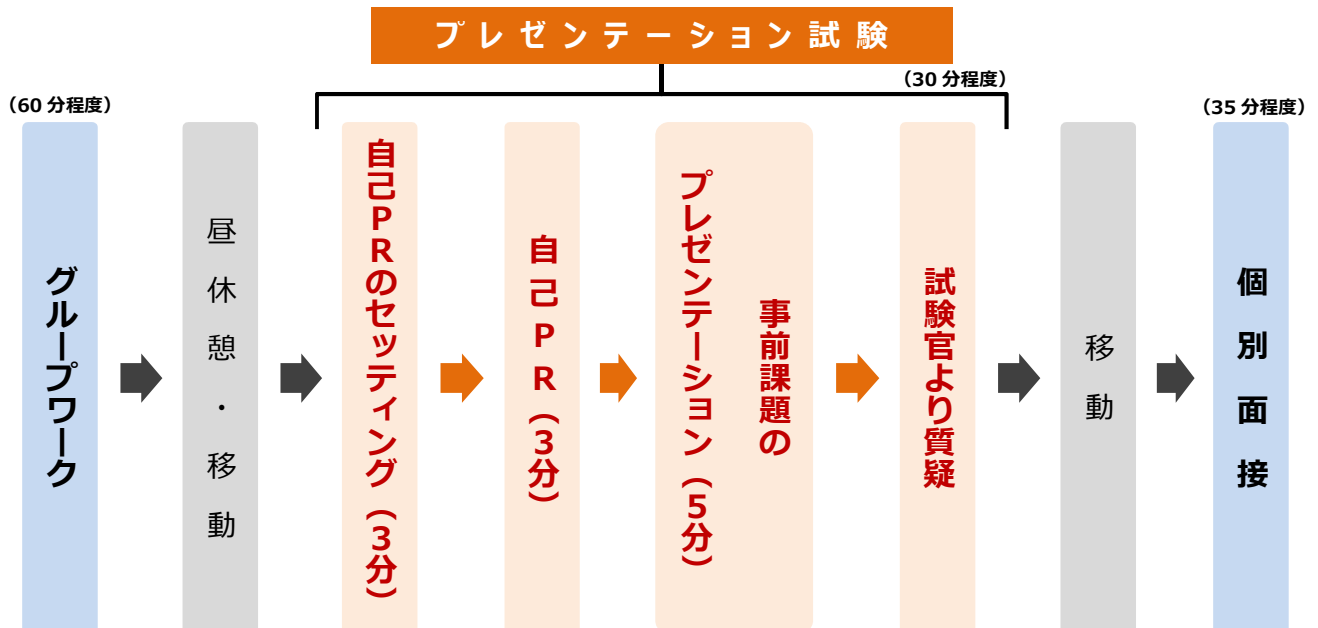 プレゼンテーション試験
（30分程度）
（60分程度）
（35分程度）
グループワーク
昼休憩・移動
自己ＰＲのセッティング（３分）
自己ＰＲ（３分）
事前課題の
プレゼンテーション（５分）
試験官より質疑
移動
個別面接